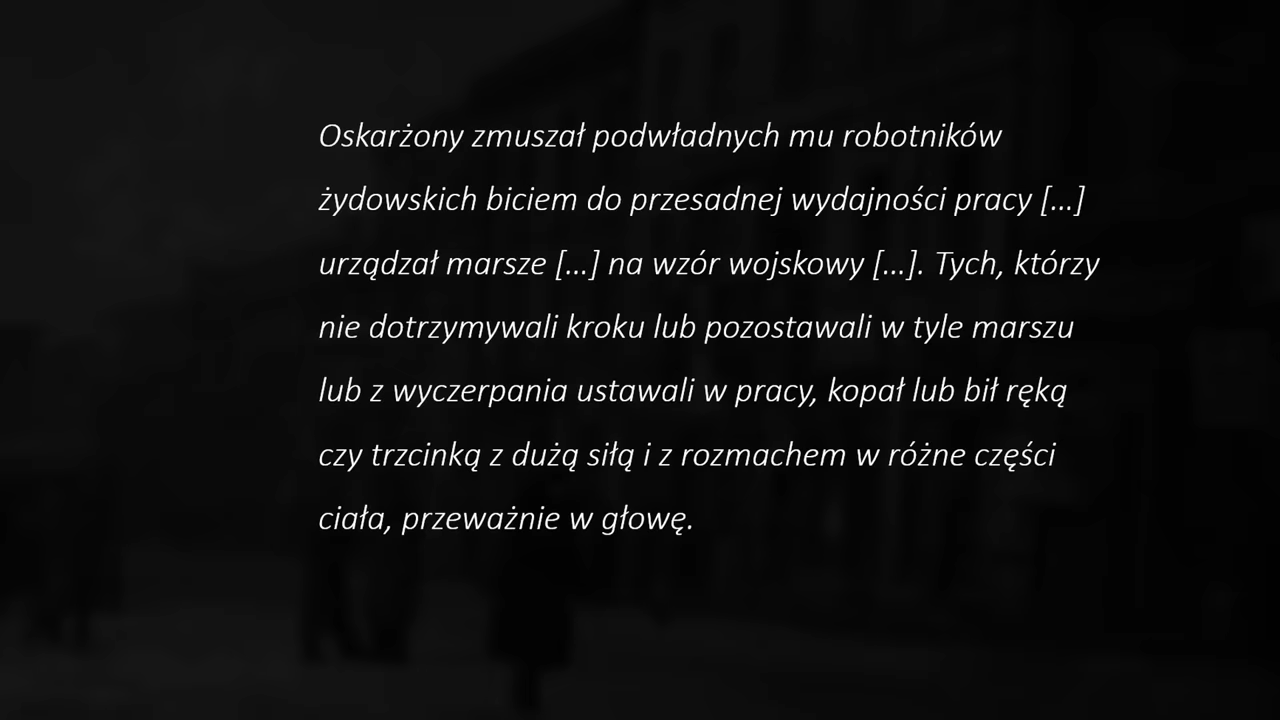 Oskarżony zmuszał podwładnych mu robotników
żydowskich biciem do przesadnej wydajności pracy [...]
urządzał marsze [...] na wzór wojskowy [...]. Tych, którzy
nie dotrzymywali kroku lub pozostawali w tyle marszu
lub z wyczerpania ustawali w pracy, kopał lub bił ręką
czy trzcinką z dużą siłą i z rozmachem w różne części
ciała, przeważnie w głowę.